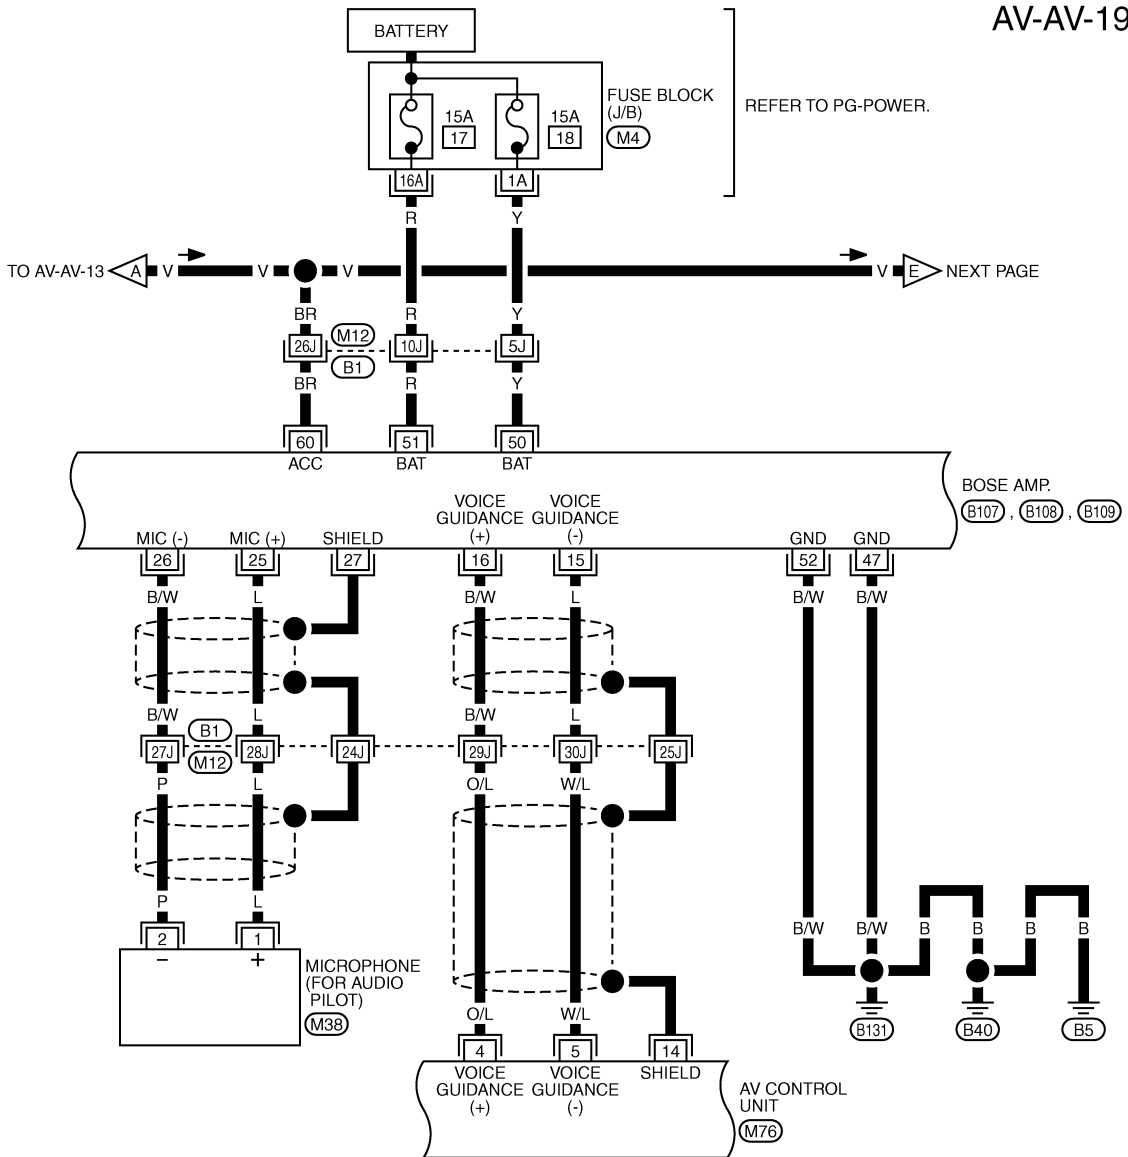 AV-AV-19
BATTERY
FUSE BLOCK
(J/B)
M4
REFER TO PG-POWER.
15A
17
15A
18
16A
1A
R
Y
TO AV-AV-13
A
V
V
V
V
E
NEXT PAGE
BR
R
Y
26J
M12
10J
5J
B1
BR
R
Y
60
51
50
ACC
BAT
BAT
BOSE AMP.
B107 , B108 , B109
VOICE
GUIDANCE
(+)
VOICE
GUIDANCE
(-)
MIC (-)
MIC (+)
SHIELD
GND
GND
26
25
27
16
15
52
47
B/W
L
B/W
L
B/W
B/W
B/W
L
B/W
L
B1
27J
28J
24J
29J
30J
25J
M12
P
L
O/L
W/L
P
L
B/W
B/W
B
B
B
B
2
1
-
+
MICROPHONE
(FOR AUDIO
PILOT)
M38
O/L
W/L
B131
B40
B5
4
5
14
VOICE
GUIDANCE
(+)
VOICE
GUIDANCE
(-)
SHIELD
AV CONTROL
UNIT
M76